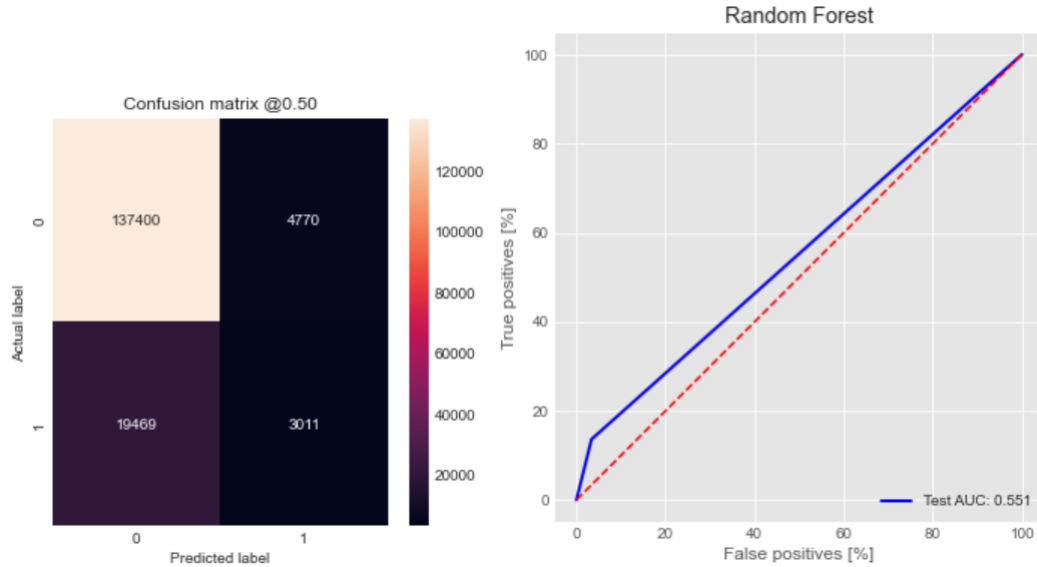 Confusion matrix @0.50
137400 4770
19469 3011
0
1
Actual label
0 1
Predicted label
120000
100000
80000
60000
40000
20000
Random Forest
100
80
60
40
20
0
True positives [%]
0 20 40 60 80 100
False positives [%]
Test AUC: 0.551